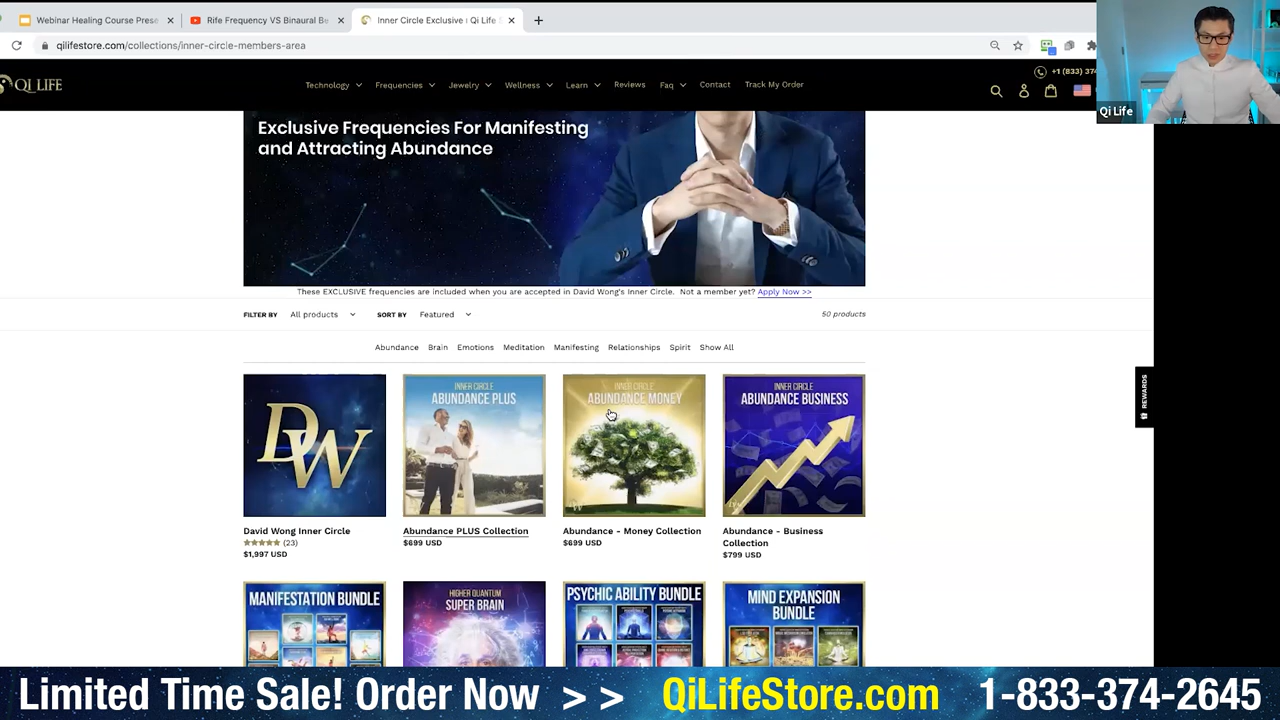 Webinar Healing Course Prese
Rife Frequency VS Binaural Be
Inner Circle Exclusive | Qi Life
qilifestore.com/collections/inner-circle-members-area
QI LIFE
Technology Frequencies Jewelry Wellness Learn Reviews Faq Contact Track My Order
+1 (833) 374
Qi Life
Exclusive Frequencies For Manifesting
and Attracting Abundance
These EXCLUSIVE frequencies are included when you are accepted in David Wong's Inner Circle. Not a member yet? Apply Now >>
FILTER BY All products SORT BY Featured 50 products
Abundance Brain Emotions Meditation Manifesting Relationships Spirit Show All
REWARDS
DW
INNER CIRCLE
ABUNDANCE PLUS
INNER CIRCLE
ABUNDANCE MONEY
INNER CIRCLE
ABUNDANCE BUSINESS
David Wong Inner Circle
(23)
$1,997 USD
Abundance PLUS Collection
$699 USD
Abundance - Money Collection
$699 USD
Abundance - Business
Collection
$799 USD
MANIFESTATION BUNDLE
HIGHER QUANTUM
SUPER BRAIN
PSYCHIC ABILITY BUNDLE
MIND EXPANSION
BUNDLE
Limited Time Sale! Order Now > > QiLifeStore.com 1-833-374-2645